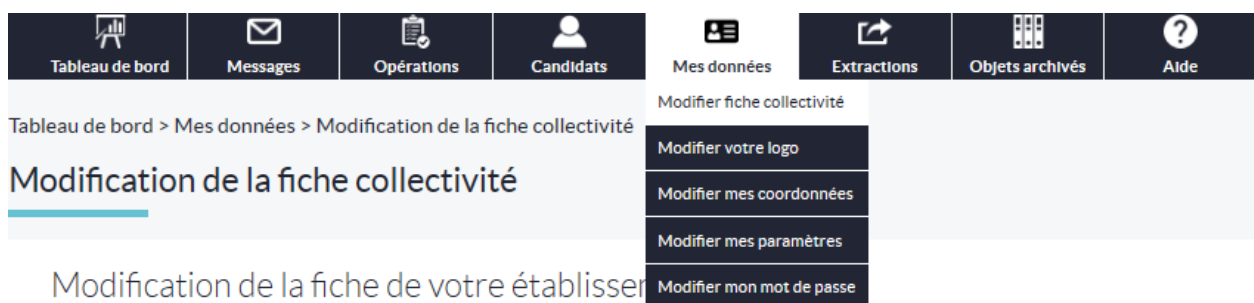 Tableau de bord Messages Opérations Candidats Mes données Extractions Objets archivés Aide
Modifier fiche collectivité
Tableau de bord > Mes données > Modification de la fiche collectivité
Modifier votre logo
Modification de la fiche collectivité
Modifier mes coordonnées
Modifier mes paramètres
Modification de la fiche de votre
Modifier mon mot de passe